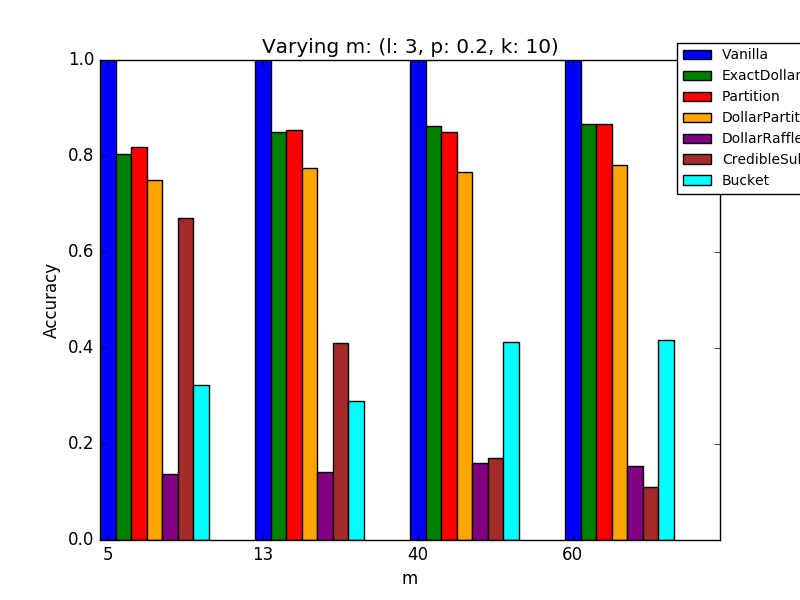 Varying m: (l: 3, p: 0.2, k: 10)
Vanilla
ExactDollar
Partition
DollarPartit
DollarRaffle
CredibleSu
Bucket
1.0
0.8
0.6
0.4
0.2
0.0
Accuracy
5 13 40 60
m